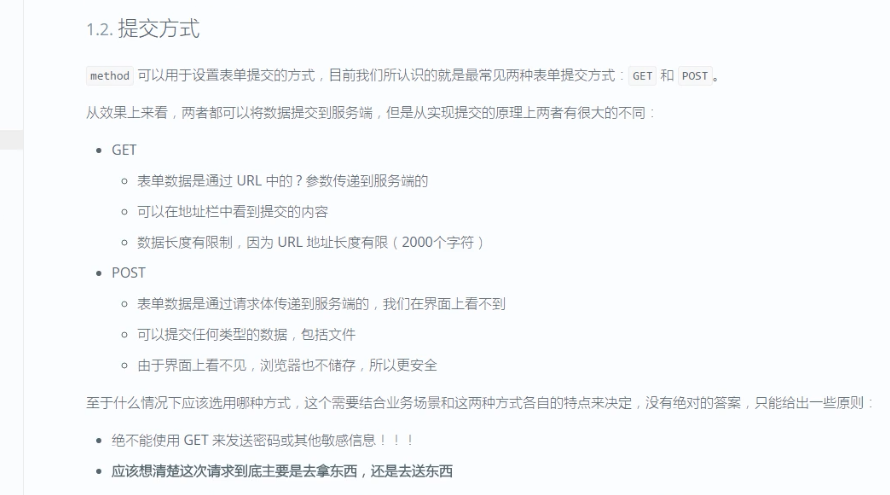 1.2. 提交方式
method 可以用于设置表单提交的方式，目前我们所认识的就是最常见两种表单提交方式：GET 和 POST。
从效果上来看，两者都可以将数据提交到服务端，但是从实现提交的原理上两者有很大的不同：
GET
表单数据是通过 URL 中的？参数传递到服务端的
可以在地址栏中看到提交的内容
数据长度有限制，因为 URL 地址长度有限（2000个字符）
POST
表单数据是通过请求体传递到服务端的，我们在界面上看不到
可以提交任何类型的数据，包括文件
由于界面上看不见，浏览器也不储存，所以更安全
至于什么情况下应该选用哪种方式，这个需要结合业务场景和这两种方式各自的特点来决定，没有绝对的答案，只能给出一些原则：
绝不能使用 GET 来发送密码或其他敏感信息！！！
应该想清楚这次请求到底主要是去拿东西，还是去送东西